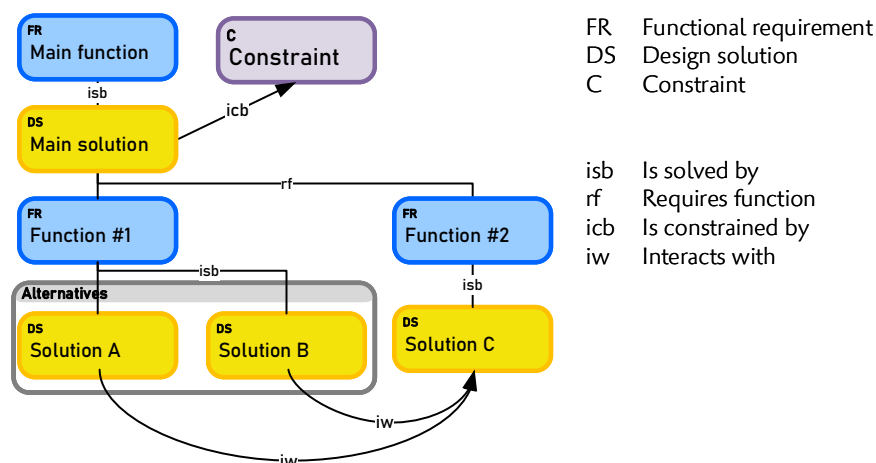 FR
Main function
C
Constraint
isb
icb
DS
Main solution
rf
FR
Function #1
FR
Function #2
isb
isb
Alternatives
DS
Solution A
DS
Solution B
DS
Solution C
iw
iw
FR Functional requirement
DS Design solution
C Constraint
isb Is solved by
rf Requires function
icb Is constrained by
iw Interacts with